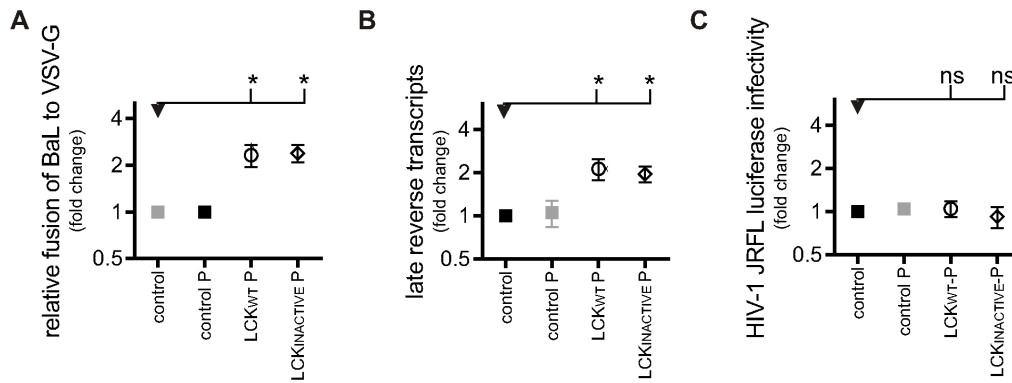 A
relative fusion of BaL to VSV-G
(fold change)
4
2
1
0.5
*
*
control
control P
LCKWT P
LCKINACTIVE P
B
late reverse transcripts
(fold change)
4
2
1
0.5
*
*
control
control P
LCKWT P
LCKINACTIVE P
C
HIV-1 JRFL luciferase infectivity
(fold change)
4
2
1
0.5
ns
ns
control
control P
LCKWT-P
LCKINACTIVE-P